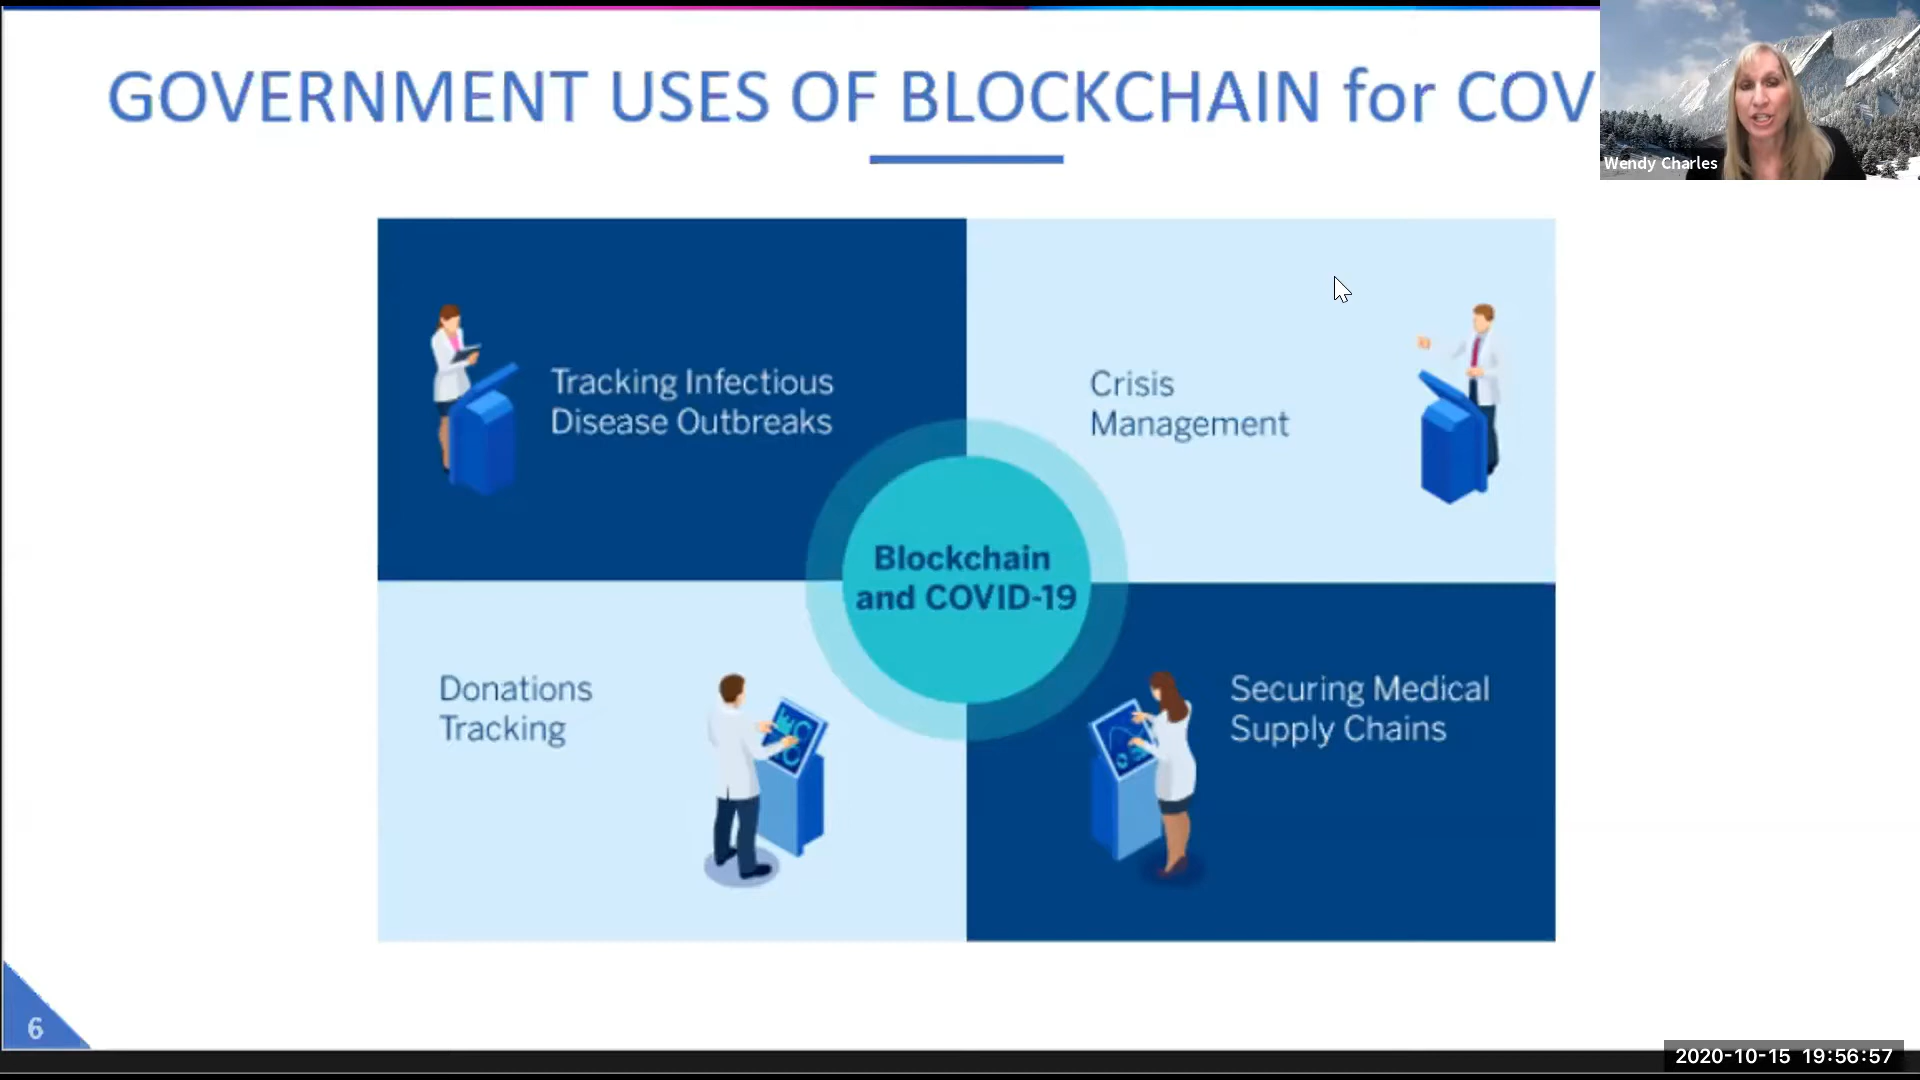 GOVERNMENT USES OF BLOCKCHAIN for COV
Wendy Charles
Tracking Infectious
Disease Outbreaks
Crisis
Management
Blockchain
and COVID-19
Donations
Tracking
Securing Medical
Supply Chains
6
2020-10-15 19:56:57